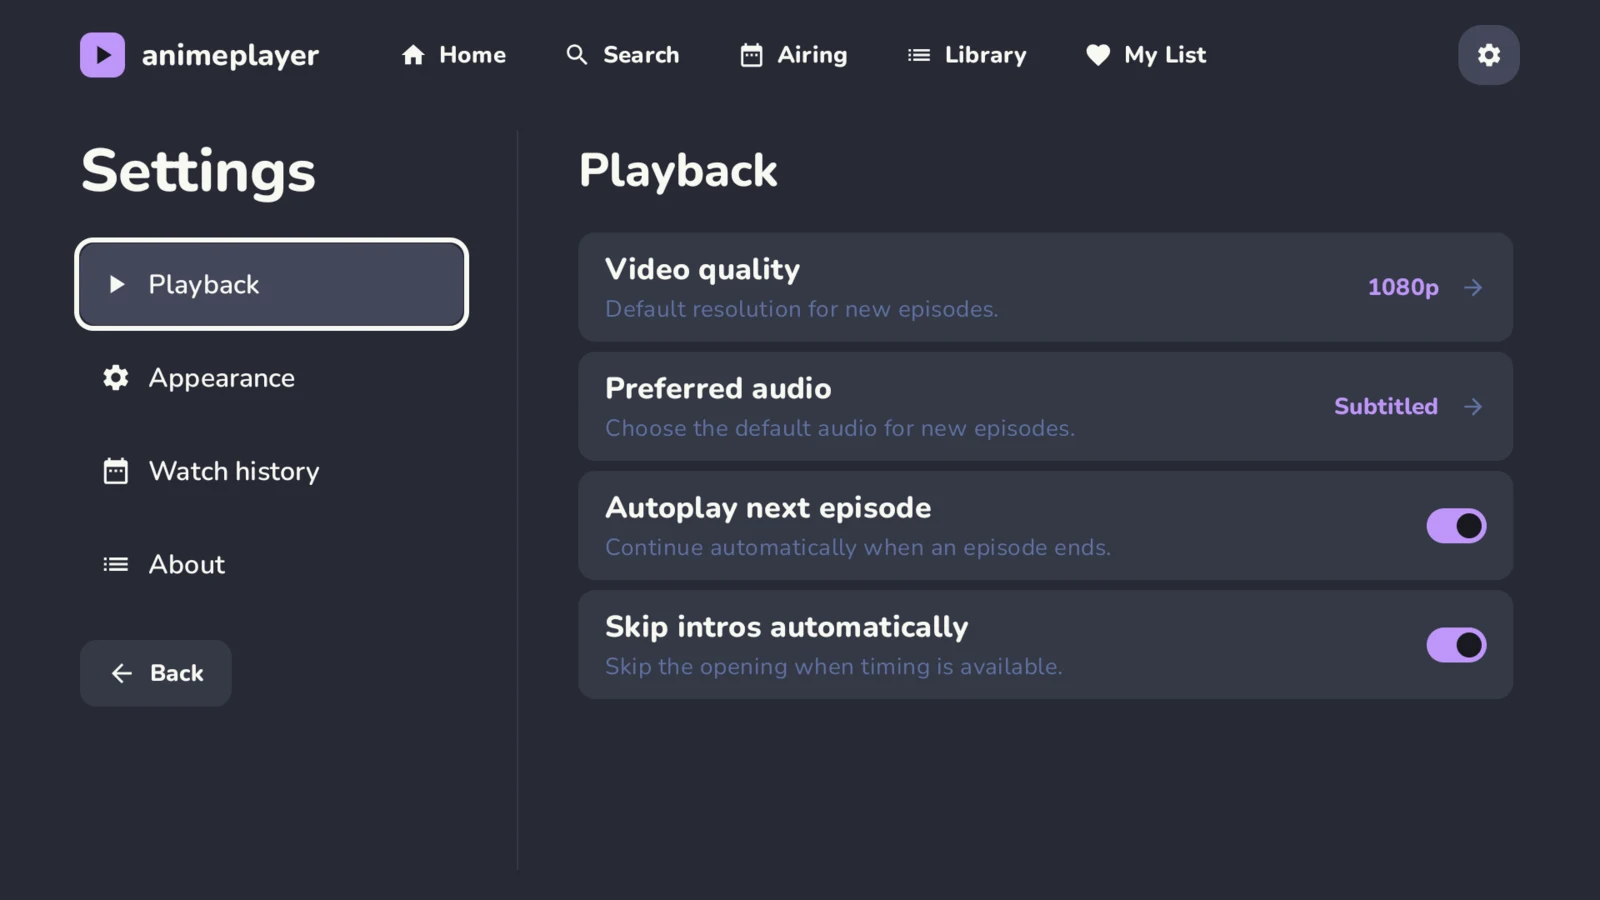 animeplayer
Home
Search
Airing
Library
My List
Settings
Playback
Appearance
Watch history
About
Back
Playback
Video quality
Default resolution for new episodes.
1080p
Preferred audio
Choose the default audio for new episodes.
Subtitled
Autoplay next episode
Continue automatically when an episode ends.
Skip intros automatically
Skip the opening when timing is available.